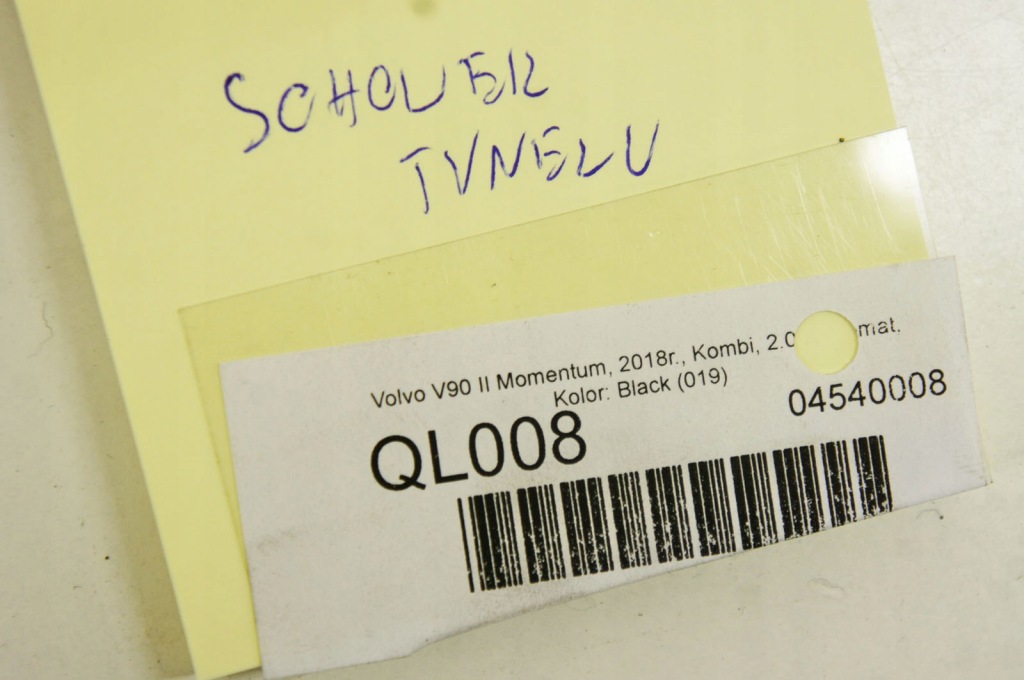 SCHOWEK
TUNELU
Volvo V90 II Momentum, 2018r., Kombi, 2.0
Kolor: Black (019)
04540008
QL008